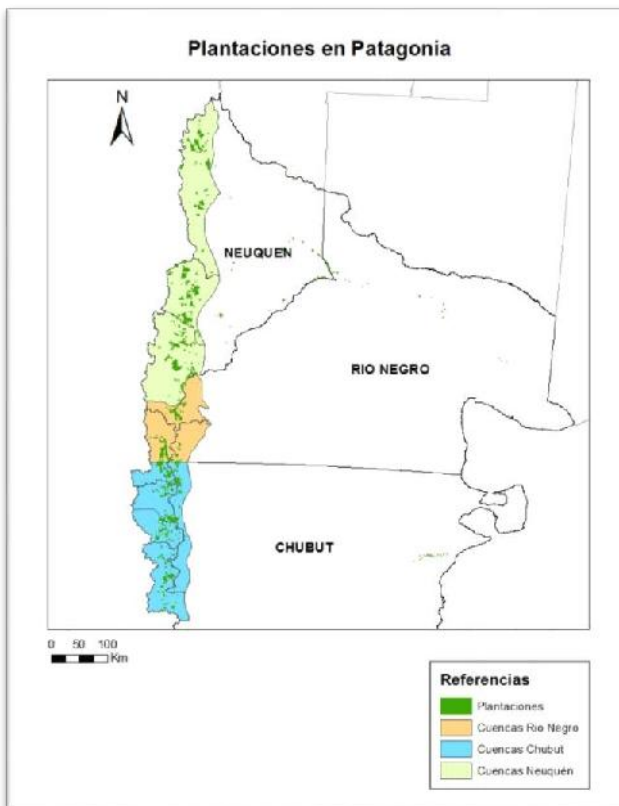 Plantaciones en Patagonia
N
NEUQUEN
RIO NEGRO
CHUBUT
0 50 100
Km
Referencias
Plantaciones
Cuencas Rio Negro
Cuencas Chubut
Cuencas Neuquén